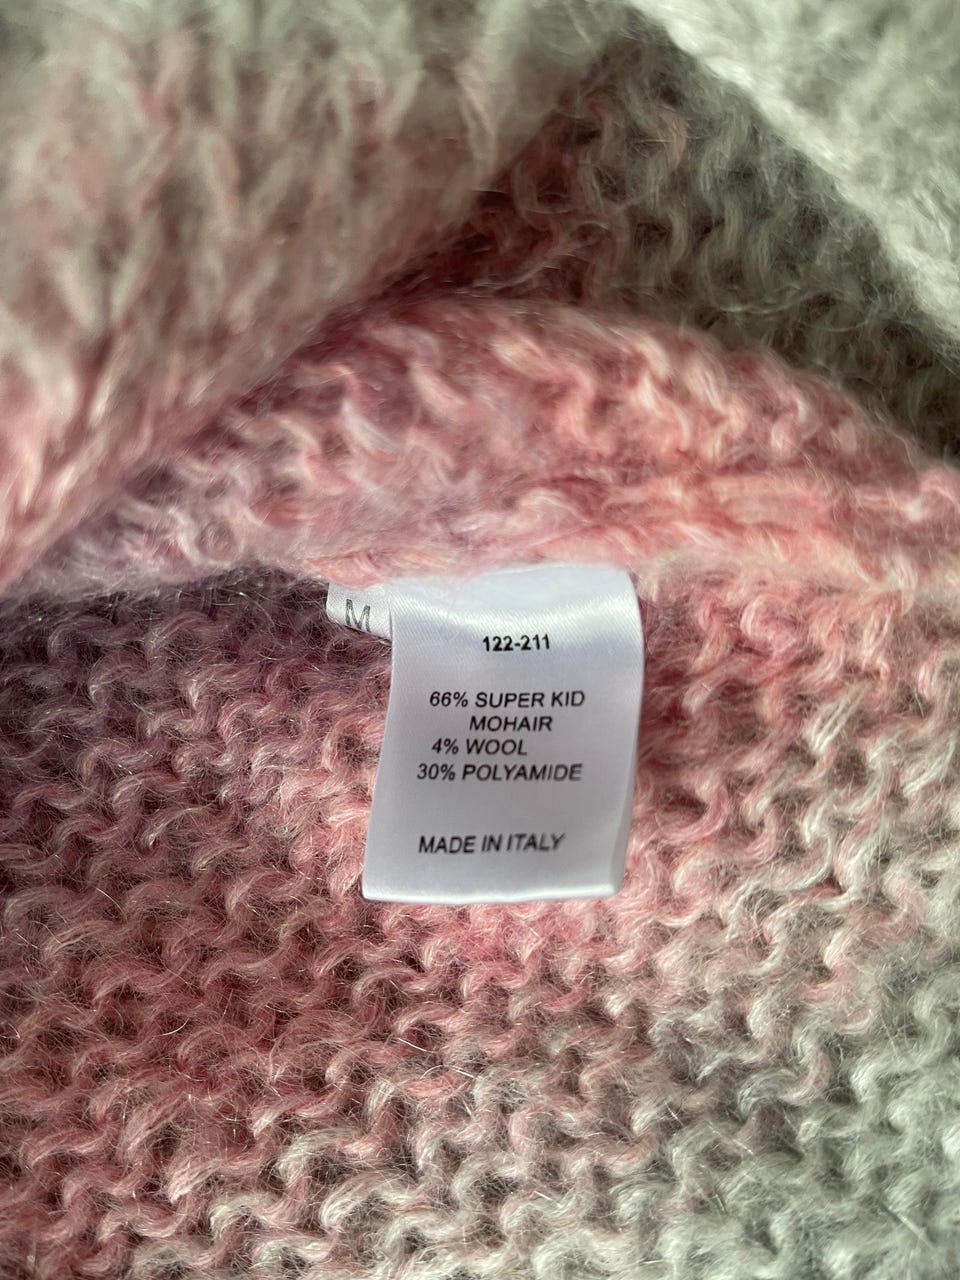 M
122-211
66% SUPER KID
MOHAIR
4% WOOL
30% POLYAMIDE
MADE IN ITALY